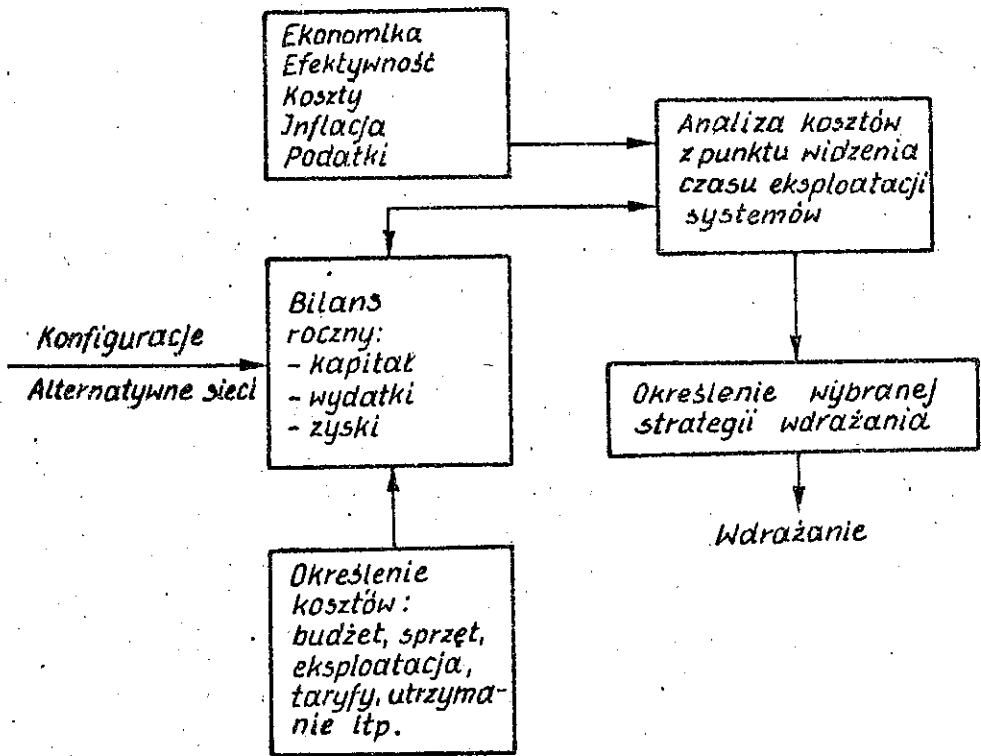 Ekonomika
Efektywność
Koszty
Inflacja
Podatki
Analiza kosztów
z punktu widzenia
czasu eksploatacji
systemów
Konfiguracje
Alternatywne sieci
Bilans
roczny:
- kapitał
- wydatki
- zyski
Określenie wybranej
strategii wdrażania
Wdrażanie
Określenie
kosztów:
budżet, sprzęt,
eksploatacja,
taryfy, utrzyma-
nie itp.